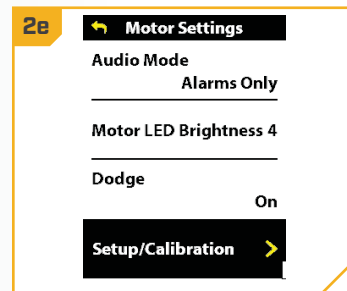 2e
Motor Settings
Audio Mode
Alarms Only
Motor LED Brightness 4
Dodge
On
Setup/Calibration >